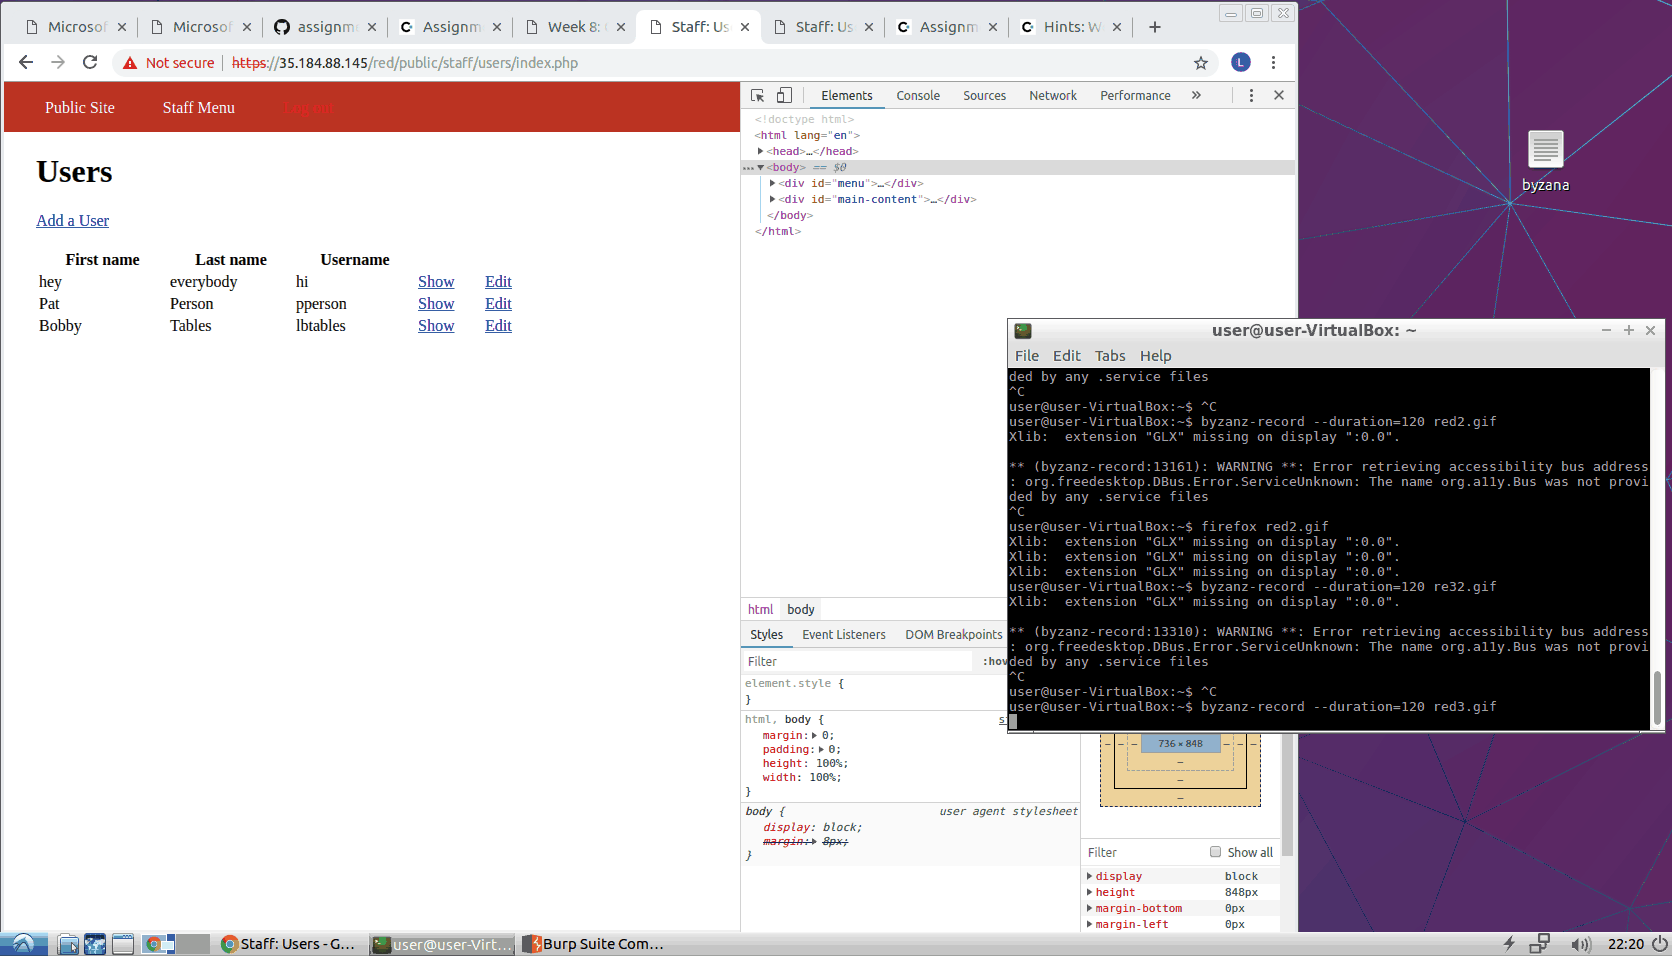 Microsof
Microsof
assignme
Assignm
Week 8: 
Staff: Us
Staff: Us
Assignm
Hints: W
Not secure
https://35.184.88.145/red/public/staff/users/index.php
L
Public Site
Staff Menu
Log out
Users
Add a User
First name Last name Username
hey everybody hi Show Edit
Pat Person pperson Show Edit
Bobby Tables lbtables Show Edit
Elements Console Sources Network Performance »
<!doctype html>
<html lang="en">
<head>…</head>
<body> == $0
<div id="menu">…</div>
<div id="main-content">…</div>
</body>
</html>
html body
Styles Event Listeners DOM Breakpoints
Filter :hov
element.style {
}
html, body {
margin: 0;
padding: 0;
height: 100%;
width: 100%;
}
body { user agent stylesheet
display: block;
margin: 8px;
}
736 × 848
Filter Show all
display block
height 848px
margin-bottom 0px
margin-left 0px
byzana
user@user-VirtualBox: ~
File Edit Tabs Help
ded by any .service files
^C
user@user-VirtualBox:~$ ^C
user@user-VirtualBox:~$ byzanz-record --duration=120 red2.gif
Xlib:  extension "GLX" missing on display ":0.0".
** (byzanz-record:13161): WARNING **: Error retrieving accessibility bus address
: org.freedesktop.DBus.Error.ServiceUnknown: The name org.a11y.Bus was not provi
ded by any .service files
^C
user@user-VirtualBox:~$ firefox red2.gif
Xlib:  extension "GLX" missing on display ":0.0".
Xlib:  extension "GLX" missing on display ":0.0".
Xlib:  extension "GLX" missing on display ":0.0".
user@user-VirtualBox:~$ byzanz-record --duration=120 re32.gif
Xlib:  extension "GLX" missing on display ":0.0".
** (byzanz-record:13310): WARNING **: Error retrieving accessibility bus address
: org.freedesktop.DBus.Error.ServiceUnknown: The name org.a11y.Bus was not provi
ded by any .service files
^C
user@user-VirtualBox:~$ ^C
user@user-VirtualBox:~$ byzanz-record --duration=120 red3.gif
Staff: Users - G...
user@user-Virt...
Burp Suite Com...
22:20